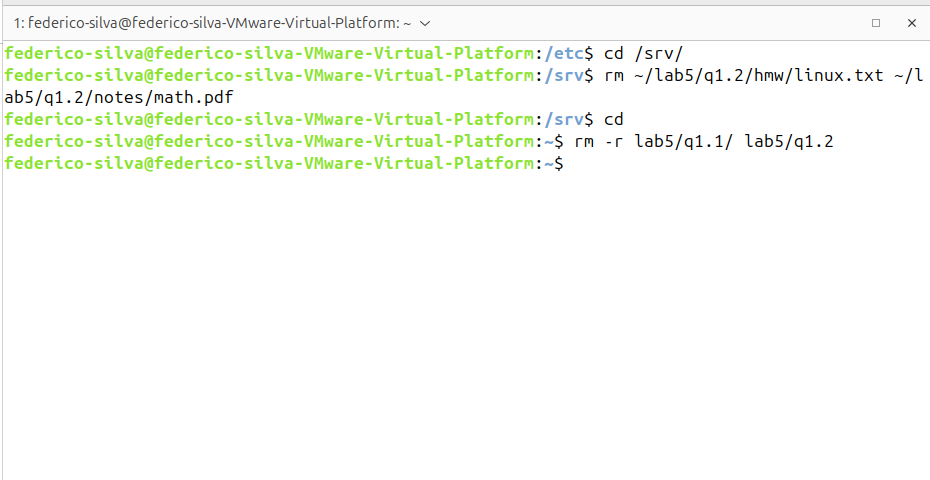 1: federico-silva@federico-silva-VMware-Virtual-Platform: ~
federico-silva@federico-silva-VMware-Virtual-Platform:/etc$ cd /srv/
federico-silva@federico-silva-VMware-Virtual-Platform:/srv$ rm ~/lab5/q1.2/hmw/linux.txt ~/l
ab5/q1.2/notes/math.pdf
federico-silva@federico-silva-VMware-Virtual-Platform:/srv$ cd
federico-silva@federico-silva-VMware-Virtual-Platform:~$ rm -r lab5/q1.1/ lab5/q1.2
federico-silva@federico-silva-VMware-Virtual-Platform:~$